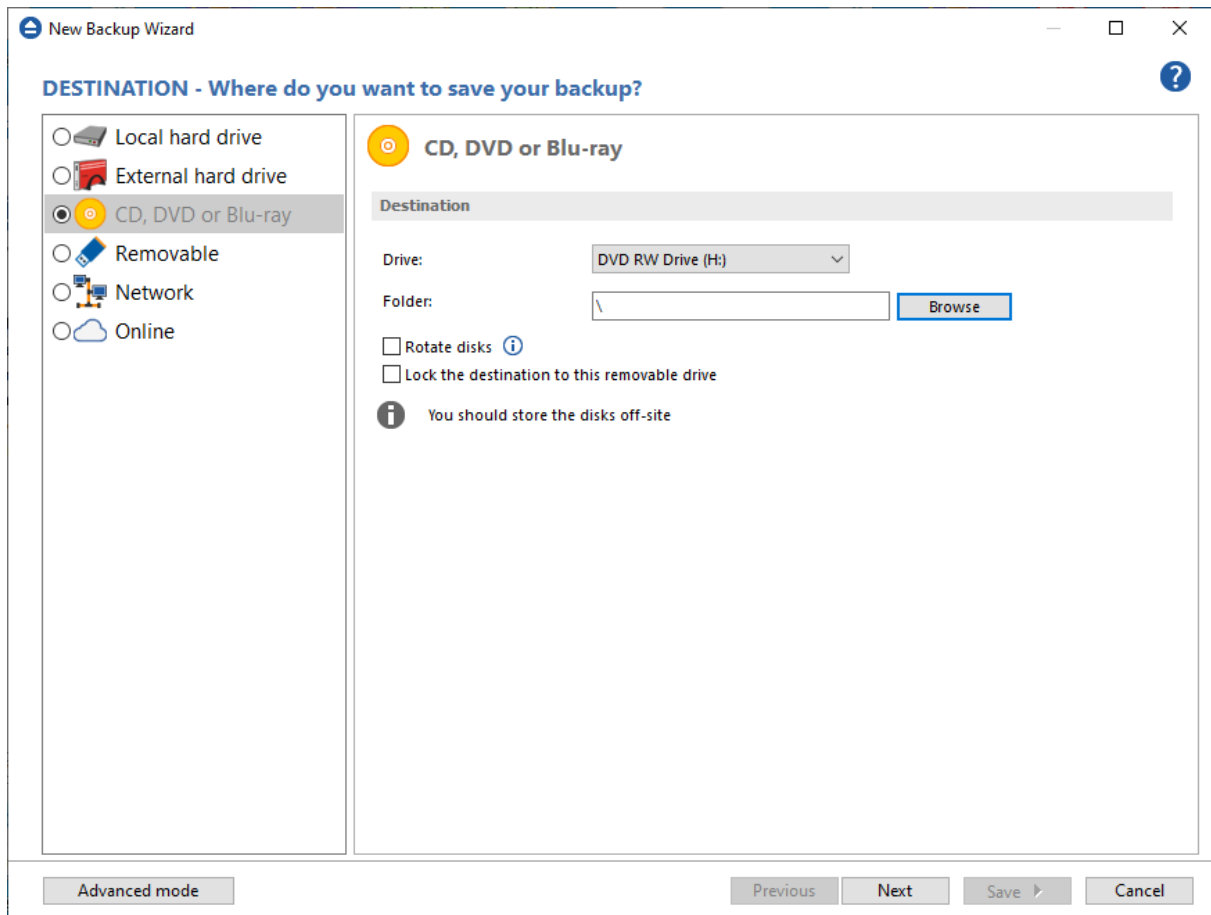 New Backup Wizard
DESTINATION - Where do you want to save your backup?
?
Local hard drive
External hard drive
CD, DVD or Blu-ray
Removable
Network
Online
CD, DVD or Blu-ray
Destination
Drive:
DVD RW Drive (H:)
Folder:
\
Browse
Rotate disks
Lock the destination to this removable drive
You should store the disks off-site
Advanced mode
Previous
Next
Save
Cancel